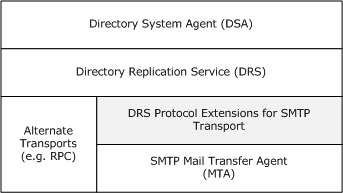 Directory System Agent (DSA)
Directory Replication Service (DRS)
Alternate
Transports
(e.g. RPC)
DRS Protocol Extensions for SMTP
Transport
SMTP Mail Transfer Agent
(MTA)